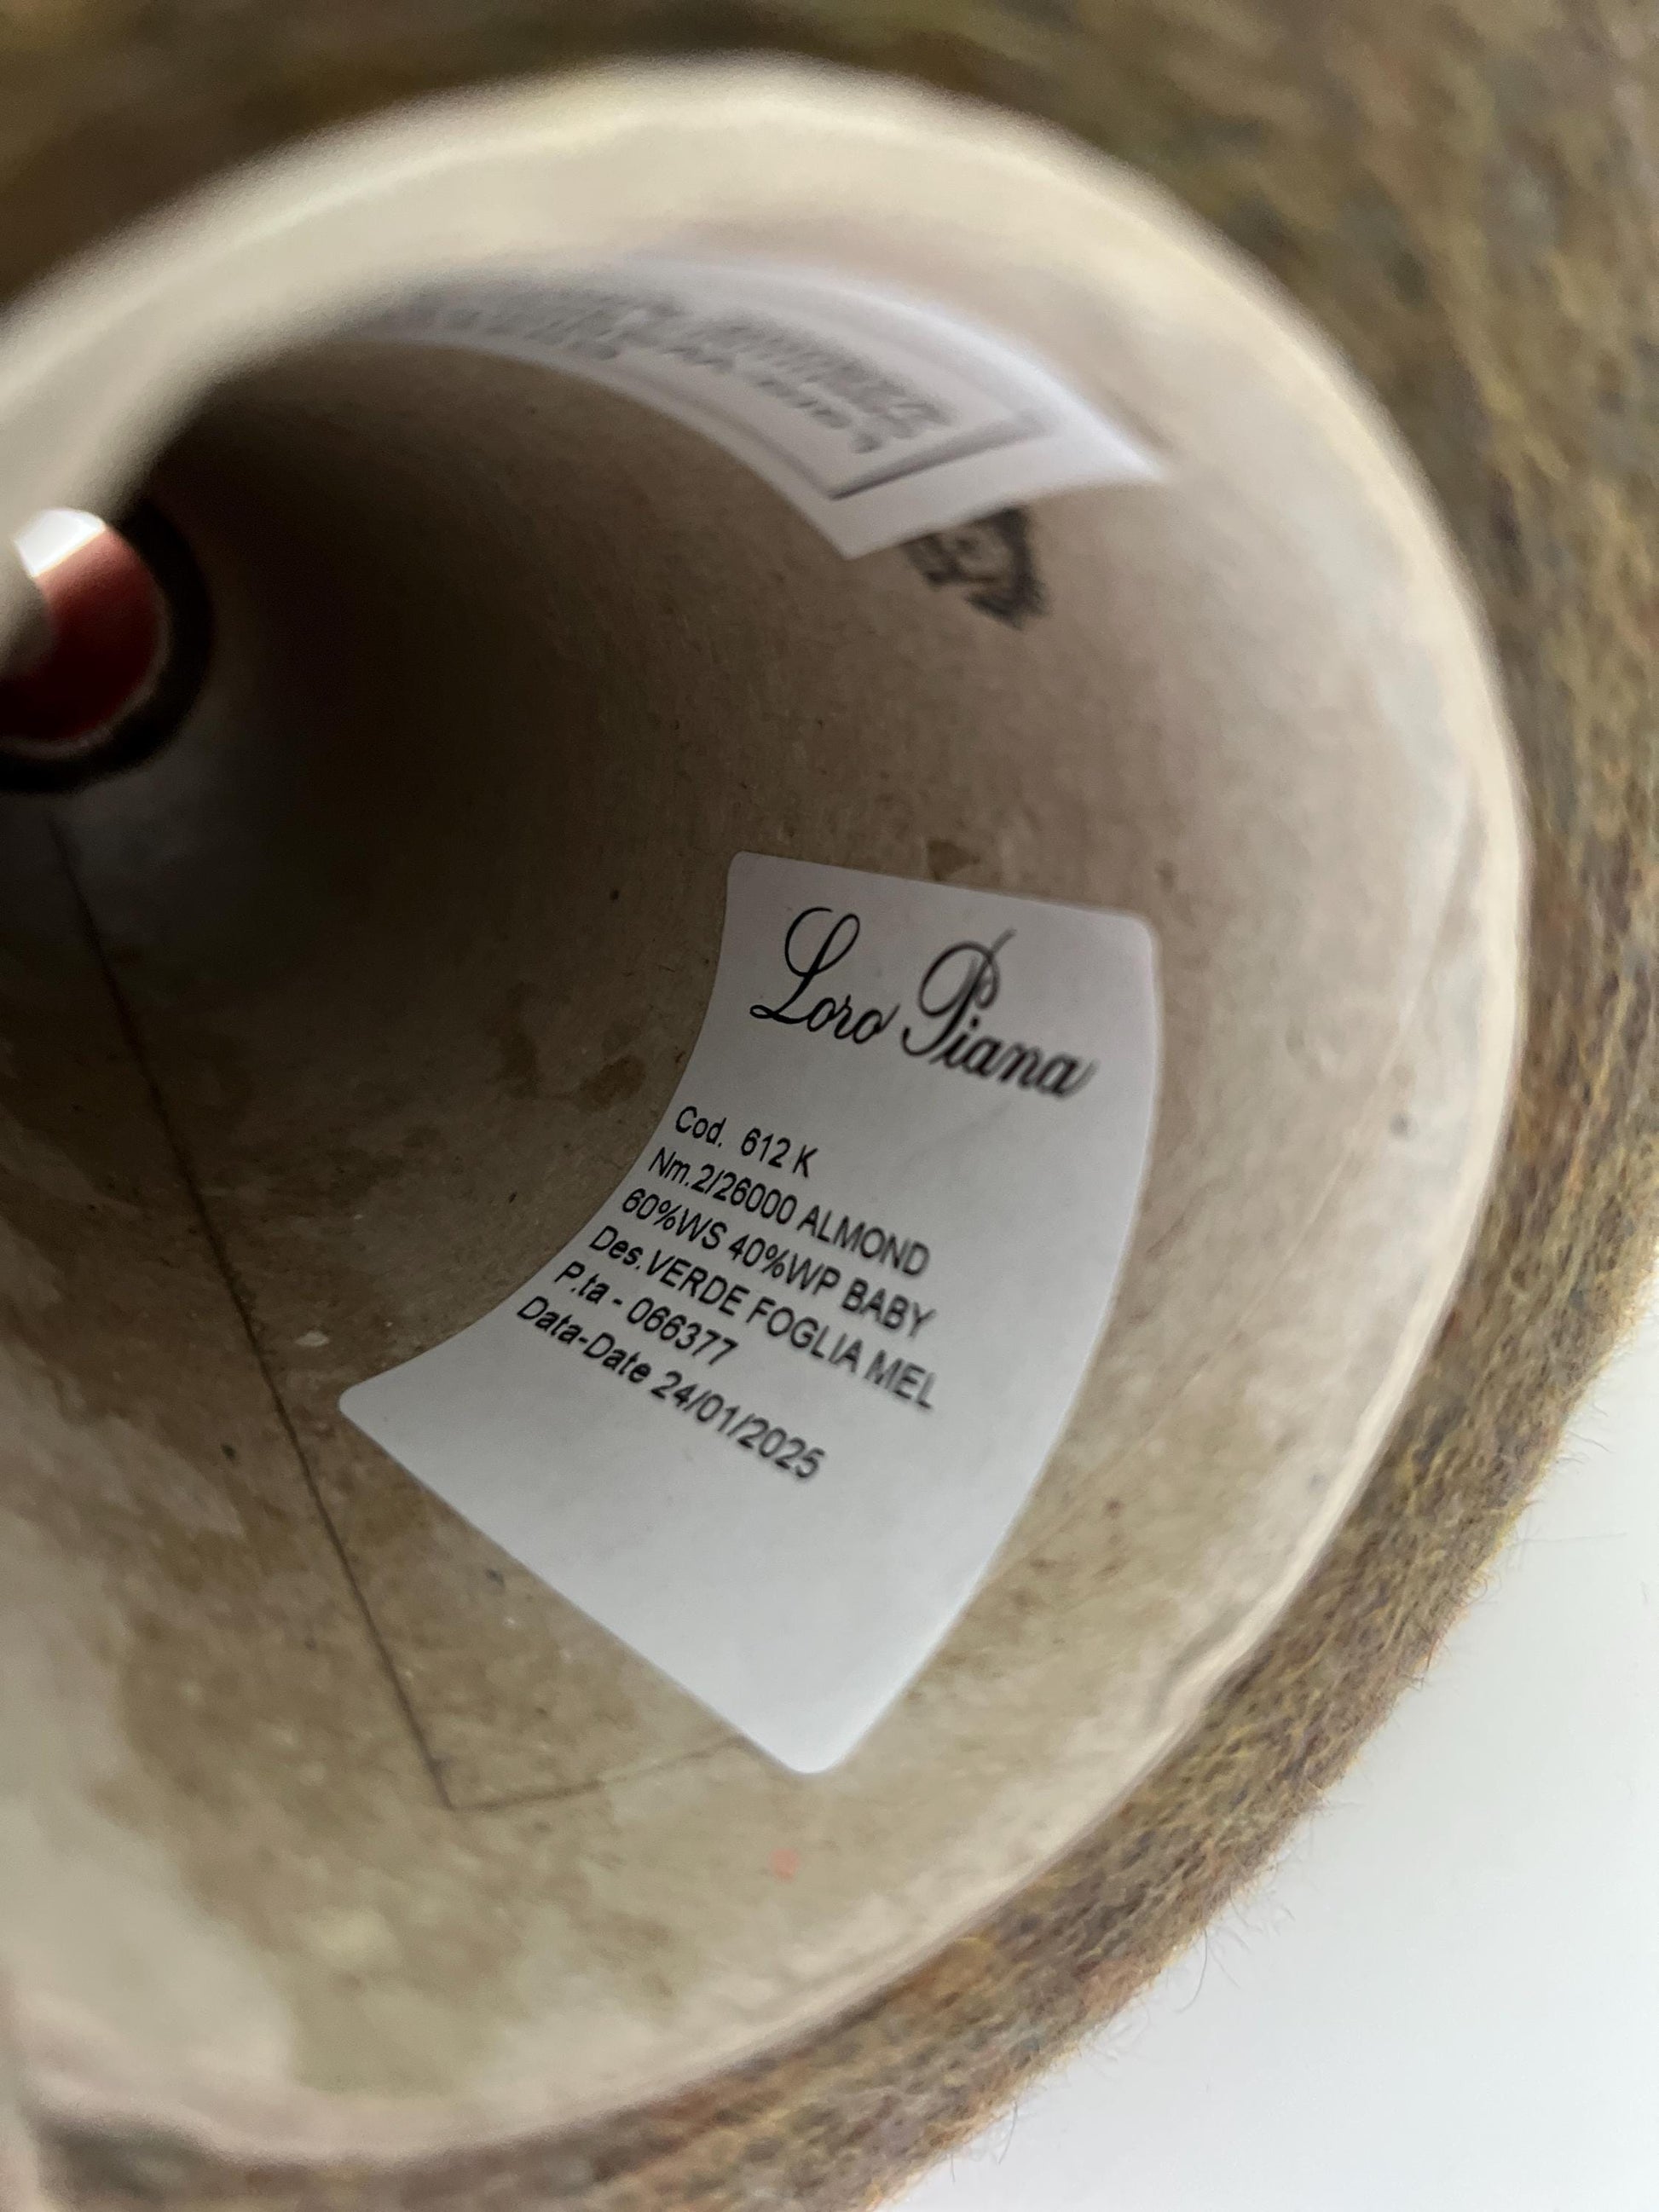 Loro Piana
Cod. 612 K
Nm.2/26000 ALMOND
60%WS 40%WP BABY
Des.VERDE FOGLIA MEL
P.ta - 066377
Data-Date 24/01/2025